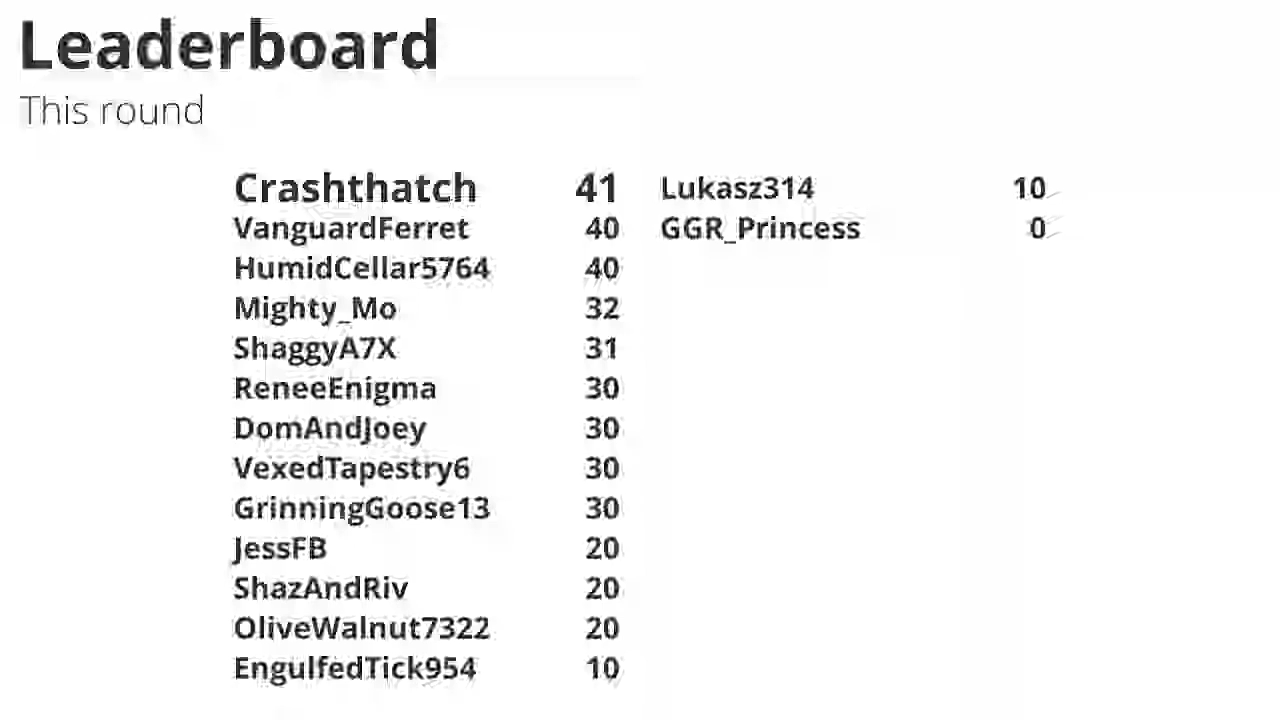 Leaderboard
This round
Crashthatch 41
VanguardFerret 40
HumidCellar5764 40
Mighty_Mo 32
ShaggyA7X 31
ReneeEnigma 30
DomAndJoey 30
VexedTapestry6 30
GrinningGoose13 30
JessFB 20
ShazAndRiv 20
OliveWalnut7322 20
EngulfedTick954 10
Lukasz314 10
GGR_Princess 0